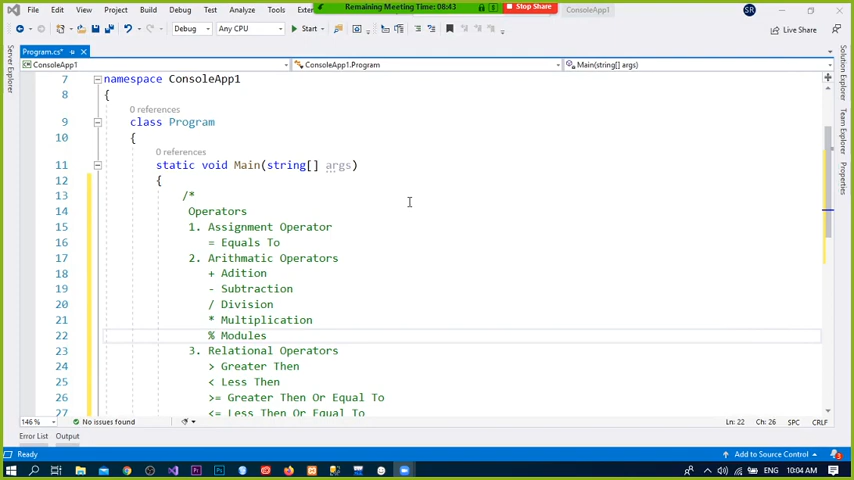 File Edit View Project Build Debug Test Analyze Tools Exter
Remaining Meeting Time: 08:43
Stop Share
ConsoleApp1
SR
Debug
Any CPU
Start
Live Share
Program.cs*
ConsoleApp1
ConsoleApp1.Program
Main(string[] args)
Server Explorer
Solution Explorer
Team Explorer
Properties
7 namespace ConsoleApp1
8 {
0 references
9 class Program
10 {
0 references
11 static void Main(string[] args)
12 {
13 /*
14 Operators
15 1. Assignment Operator
16 = Equals To
17 2. Arithmatic Operators
18 + Adition
19 - Subtraction
20 / Division
21 * Multiplication
22 % Modules
23 3. Relational Operators
24 > Greater Then
25 < Less Then
26 >= Greater Then Or Equal To
27 <= Less Then Or Equal To
146 %
No issues found
Ln: 22 Ch: 26 SPC CRLF
Error List Output
Ready
Add to Source Control
ENG 10:04 AM